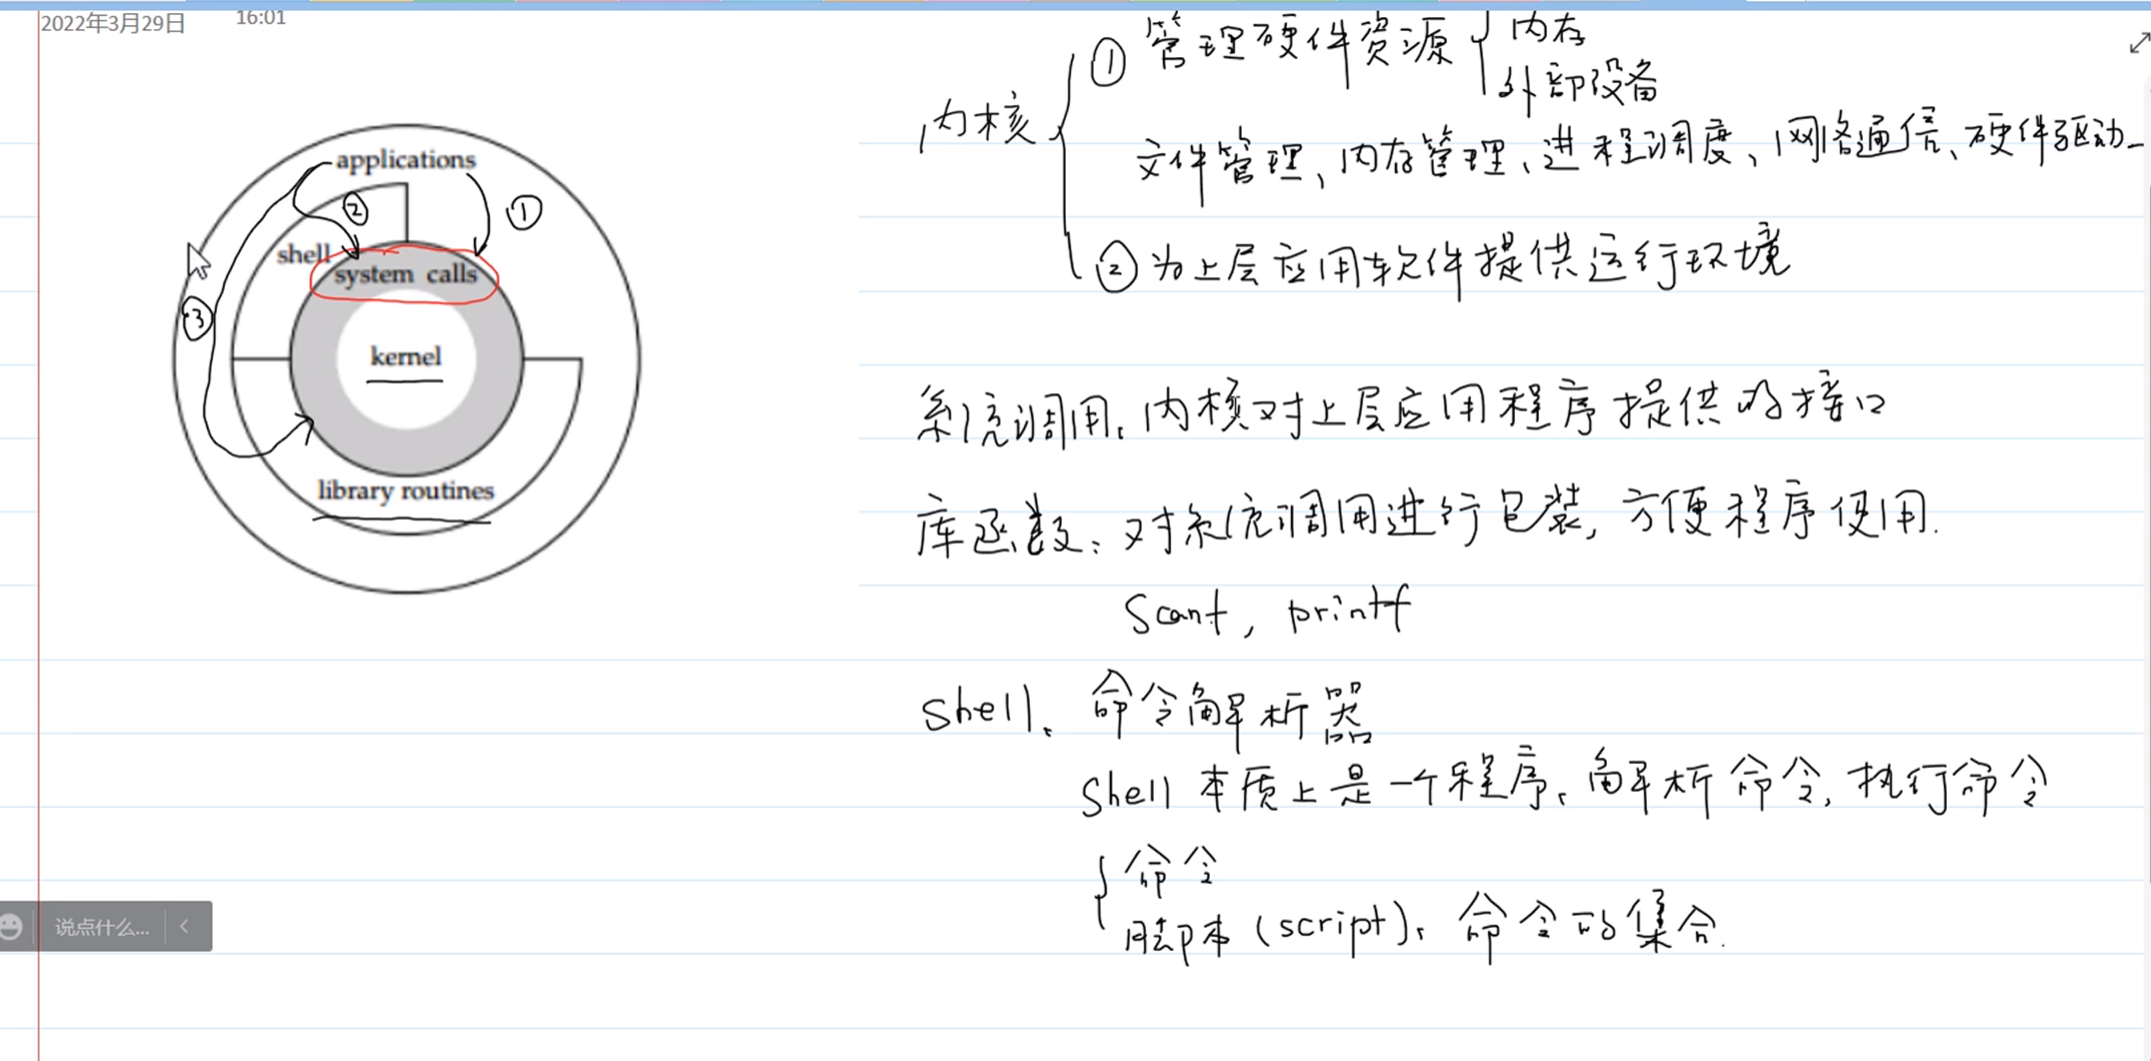 2022年3月29日 16:01
applications
②
①
shell
system calls
③
kernel
library routines
内核
① 管理硬件资源
内存
外部设备
文件管理、内存管理、进程调度、网络通信、硬件驱动
② 为上层应用软件提供运行环境
系统调用: 内核对上层应用程序提供的接口
库函数: 对系统调用进行包装, 方便程序使用.
Scanf, printf
Shell: 命令解析器
Shell 本质上是一个程序, 解析命令, 执行命令
命令
脚本 (script): 命令的集合.
说点什么...